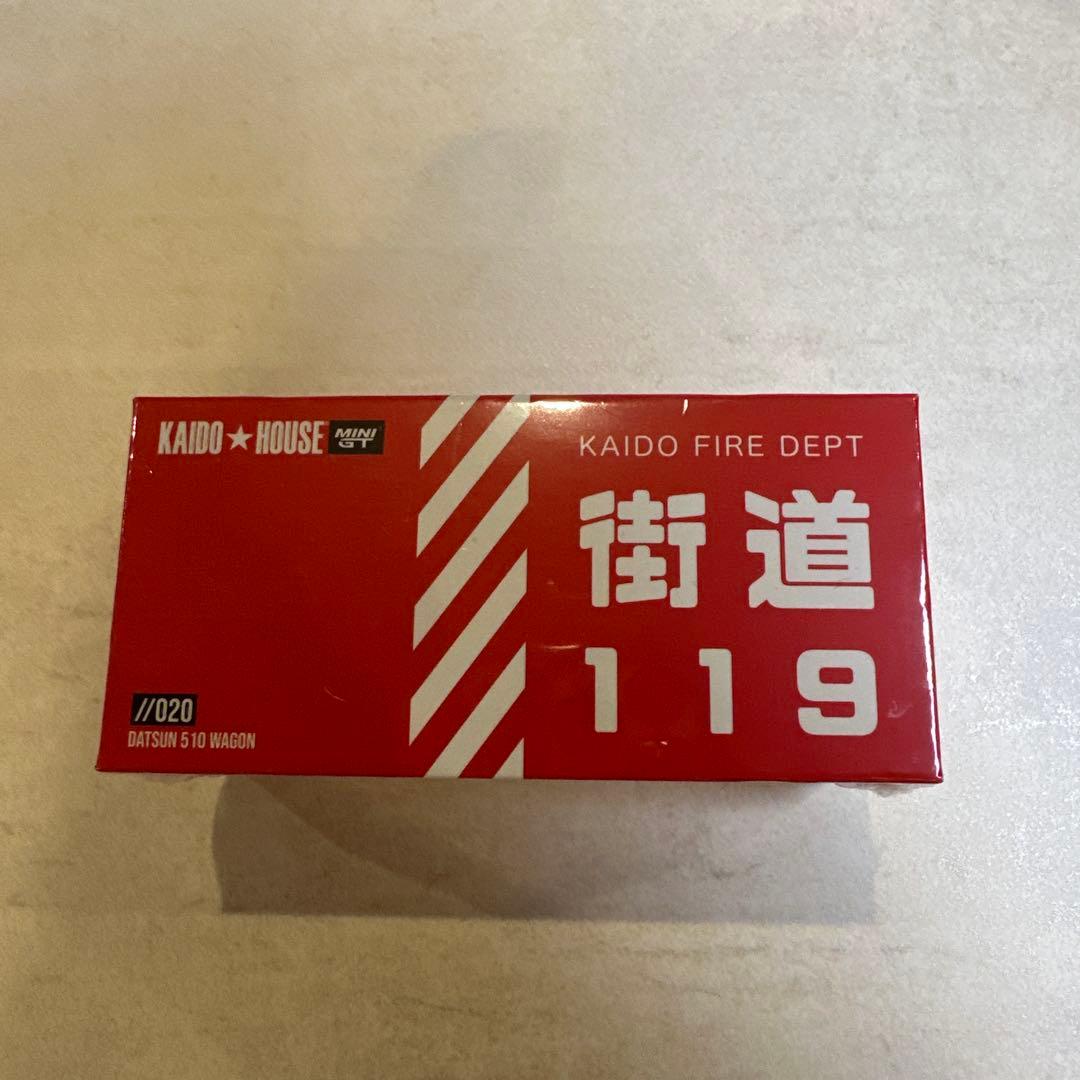 KAIDO★HOUSE MINI GT
//020
DATSUN 510 WAGON
KAIDO FIRE DEPT
街道
119